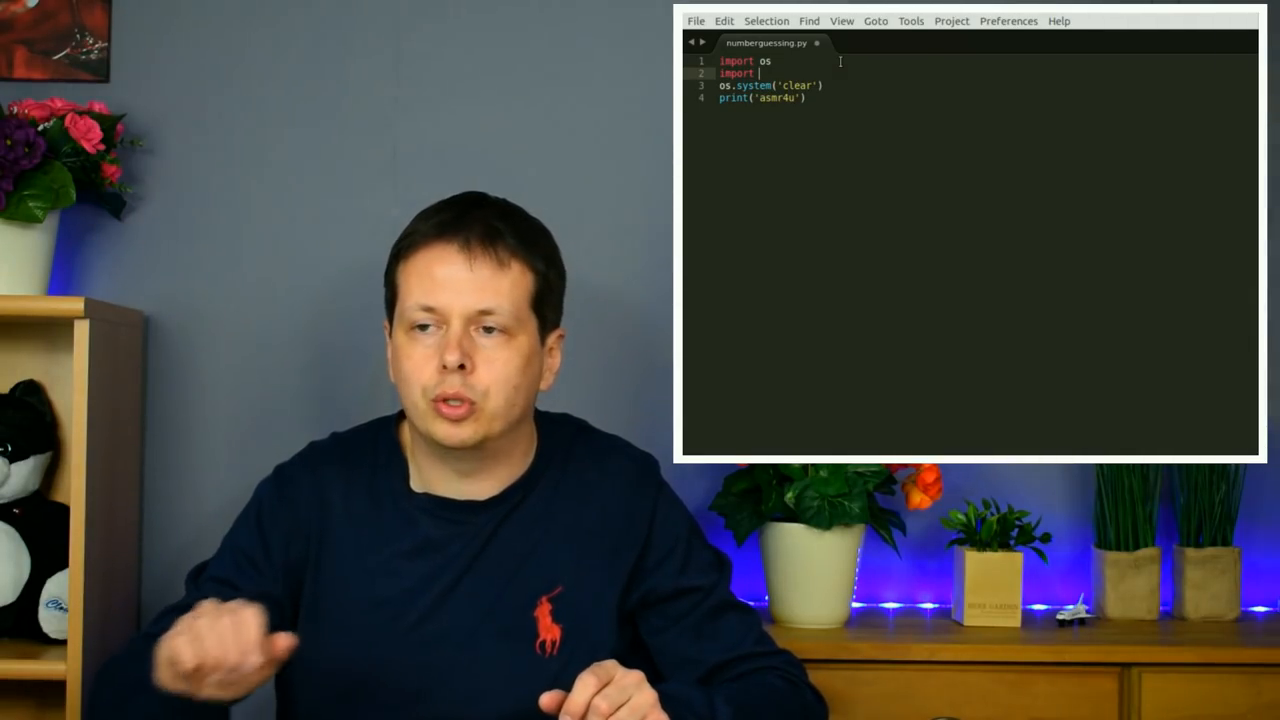 File Edit Selection Find View Goto Tools Project Preferences Help
numberguessing.py
1 import os
2 import
3 os.system('clear')
4 print('asmr4u')